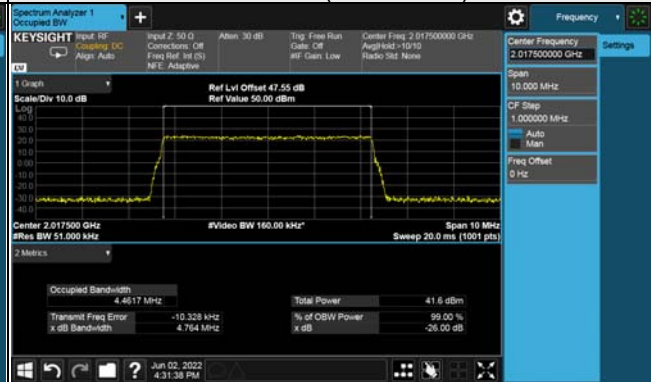 Spectrum Analyzer 1
Occupied BW
Frequency
KEYSIGHT
Input: RF
Coupling: DC
Align: Auto
Input Z: 50 Ω
Corrections: Off
Freq Ref: Int (S)
NFE: Adaptive
Atten: 30 dB
Trig: Free Run
Gate: Off
#IF Gain: Low
Center Freq: 2.017500000 GHz
Avg|Hold:>10/10
Radio Std: None
LXI
Center Frequency
2.017500000 GHz
Settings
Span
10.000 MHz
CF Step
1.000000 MHz
Auto
Man
Freq Offset
0 Hz
1 Graph
Scale/Div 10.0 dB
Ref Lvl Offset 47.55 dB
Ref Value 50.00 dBm
Log
40.0
30.0
20.0
10.0
0.00
-10.0
-20.0
-30.0
-40.0
Center 2.017500 GHz
#Video BW 160.00 kHz*
Span 10 MHz
#Res BW 51.000 kHz
Sweep 20.0 ms (1001 pts)
2 Metrics
Occupied Bandwidth
4.4617 MHz
Total Power 41.6 dBm
Transmit Freq Error -10.328 kHz
% of OBW Power 99.00 %
x dB Bandwidth 4.764 MHz
x dB -26.00 dB
Jun 02, 2022
4:31:38 PM